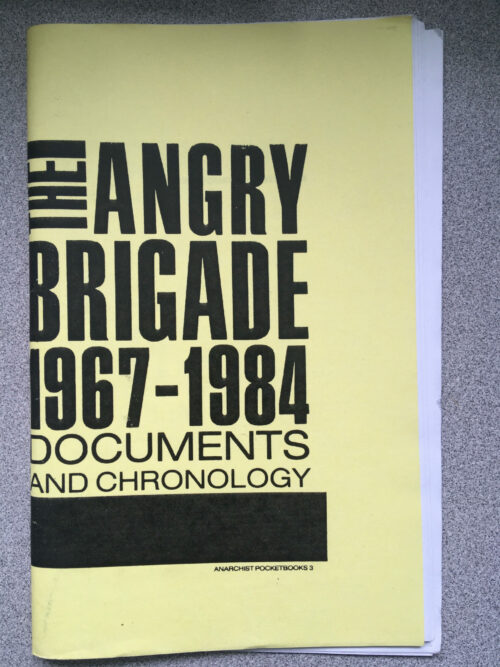 THE ANGRY
BRIGADE
1967-1984
DOCUMENTS
AND CHRONOLOGY
ANARCHIST POCKETBOOKS 3